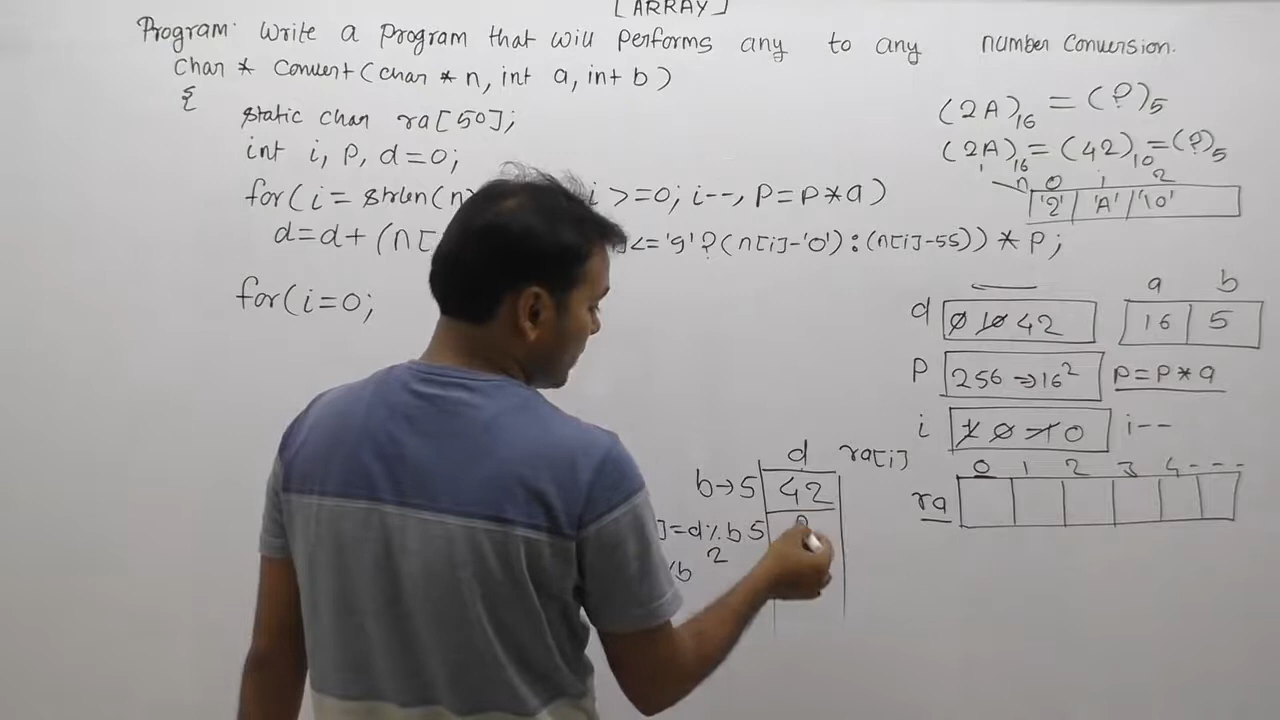 [ARRAY]
Program: Write a Program that will Performs any to any number Conversion.
Char * Convert(char * n, int a, int b)
{
static char ra[50];
int i, P, d=0;
for(i= strlen(n) i >=0; i--, P=P*a)
d=d+(n[ ]<='9'?(n[i]-'0'):(n[i]-55)) * P;
for(i=0;
(2A)16 = (?)5
(2A)16 = (42)10 = (?)5
1
n 0 1 2
'2' 'A' '\0'
a b
d 0 10 42 16 5
P 256 →16² P=P*a
i 1 0 -1 0 i--
d ra[i]
b→5 42
]=d%b 5
2
/b
0 1 2 3 4---
ra